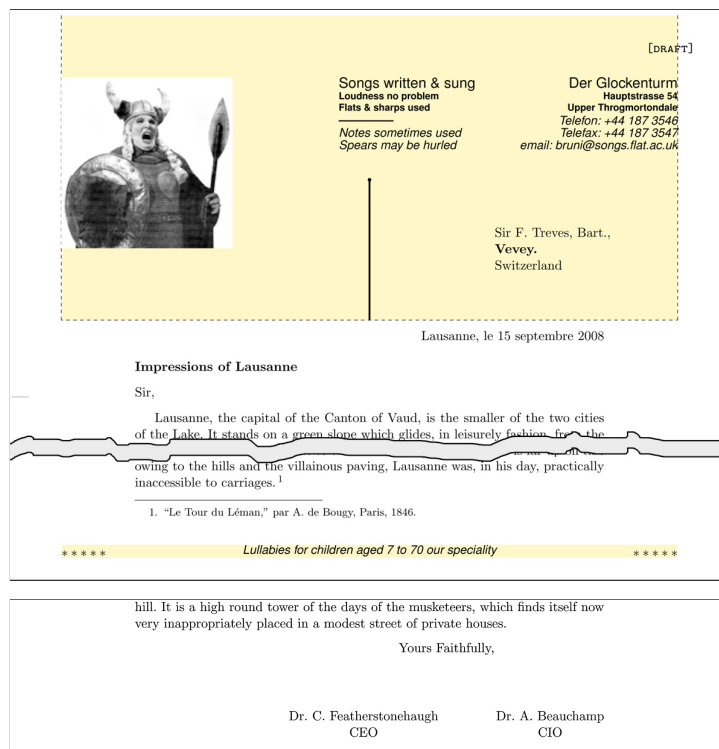 [DRAFT]
Songs written & sung
Loudness no problem
Flats & sharps used
Notes sometimes used
Spears may be hurled
Der Glockenturm
Hauptstrasse 54
Upper Throgmortondale
Telefon: +44 187 3546
Telefax: +44 187 3547
email: bruni@songs.flat.ac.uk
Sir F. Treves, Bart.,
Vevey.
Switzerland
Lausanne, le 15 septembre 2008
Impressions of Lausanne
Sir,
Lausanne, the capital of the Canton of Vaud, is the smaller of the two cities
of the Lake. It stands on a green slope which glides, in leisurely fashion, from the
owing to the hills and the villainous paving, Lausanne was, in his day, practically
inaccessible to carriages. 1
1. “Le Tour du Léman,” par A. de Bougy, Paris, 1846.
* * * * * Lullabies for children aged 7 to 70 our speciality * * * * *
hill. It is a high round tower of the days of the musketeers, which finds itself now
very inappropriately placed in a modest street of private houses.
Yours Faithfully,
Dr. C. Featherstonehaugh Dr. A. Beauchamp
CEO CIO